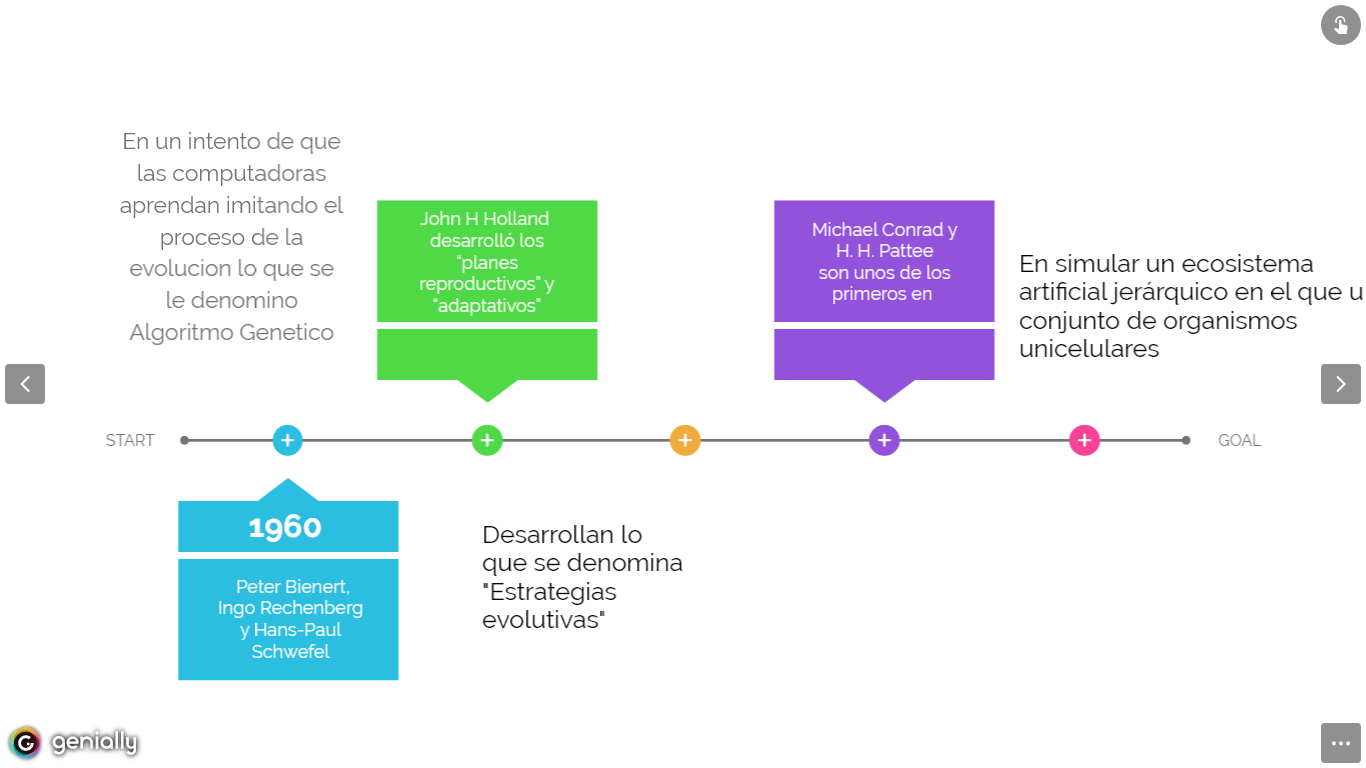 En un intento de que
las computadoras
aprendan imitando el
proceso de la
evolucion lo que se
le denomino
Algoritmo Genetico
John H Holland
desarrolló los
“planes
reproductivos” y
“adaptativos”
Michael Conrad y
H. H. Pattee
son unos de los
primeros en
En simular un ecosistema
artificial jerárquico en el que u
conjunto de organismos
unicelulares
START
GOAL
1960
Peter Bienert,
Ingo Rechenberg
y Hans-Paul
Schwefel
Desarrollan lo
que se denomina
"Estrategias
evolutivas"
genially